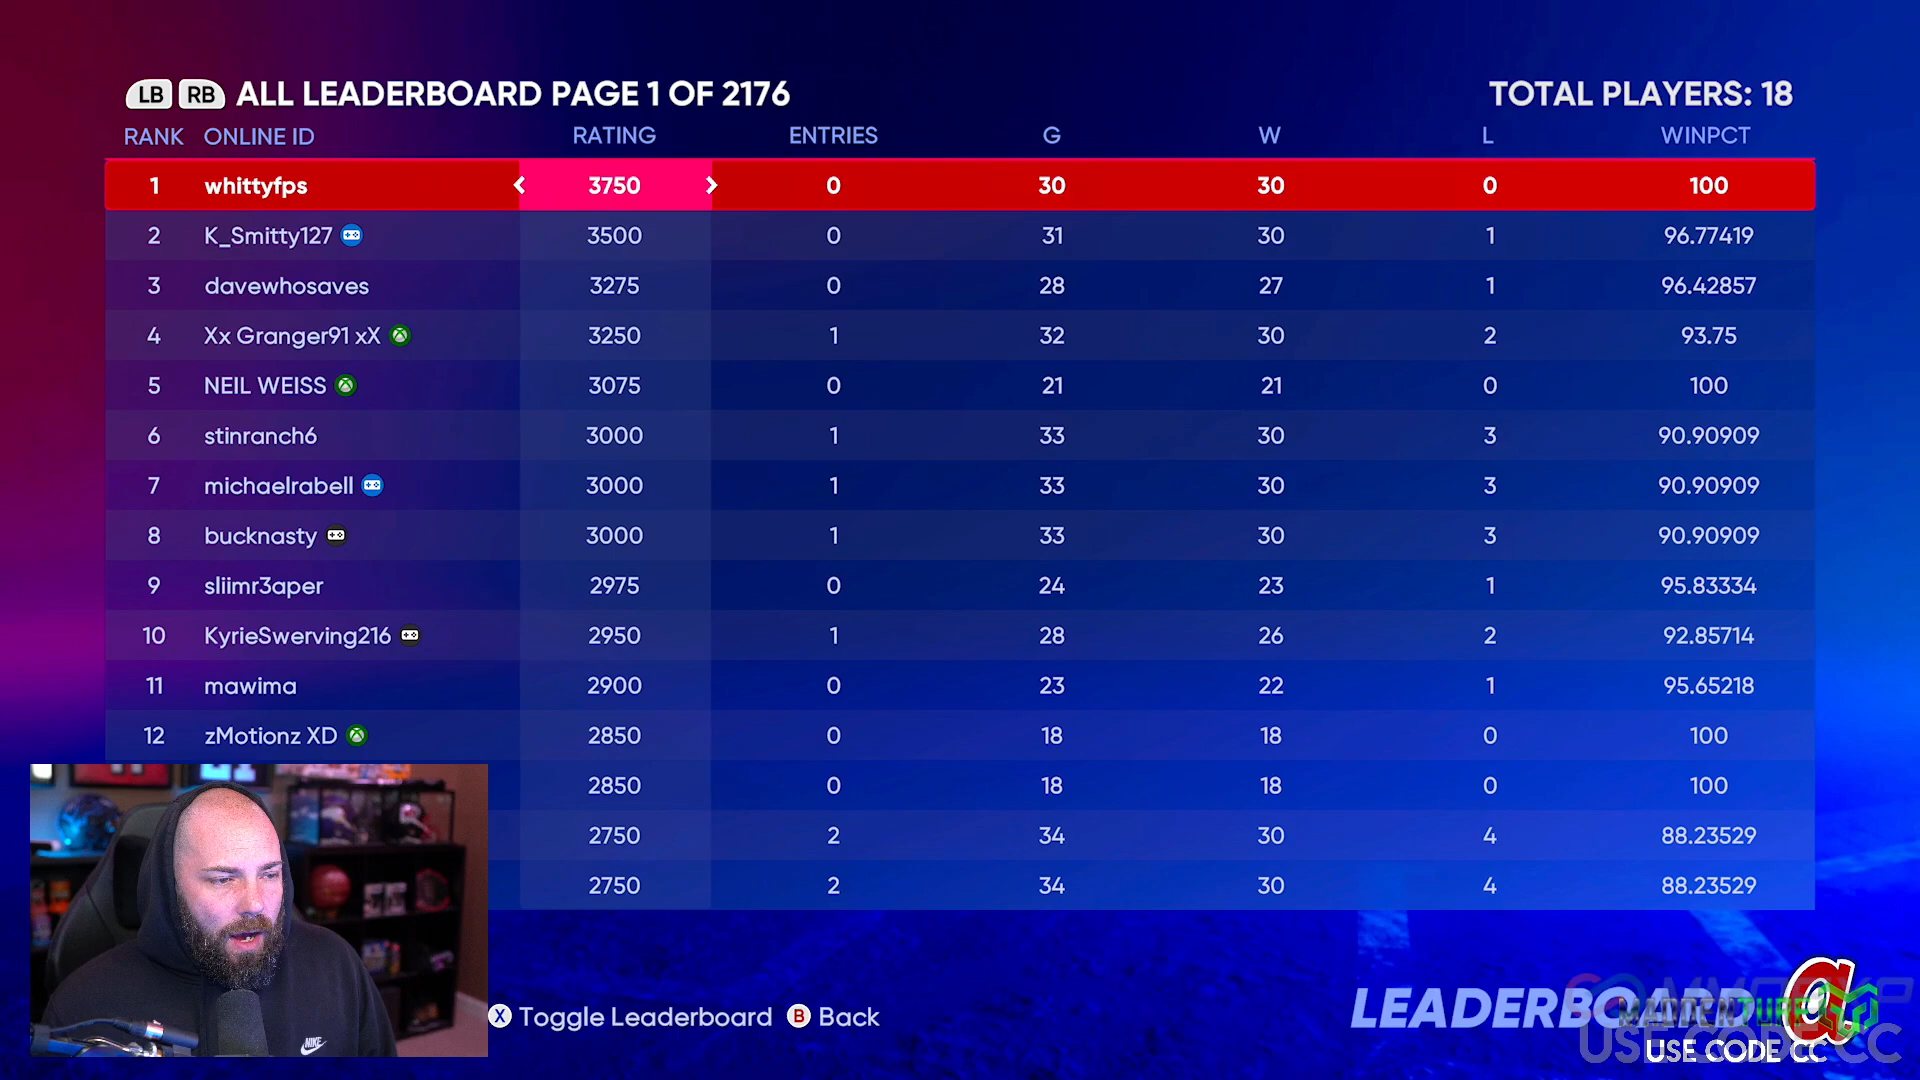 LB RB ALL LEADERBOARD PAGE 1 OF 2176 TOTAL PLAYERS: 18
RANK ONLINE ID RATING ENTRIES G W L WINPCT
1 whittyfps 3750 0 30 30 0 100
2 K_Smitty127 3500 0 31 30 1 96.77419
3 davewhosaves 3275 0 28 27 1 96.42857
4 Xx Granger91 xX 3250 1 32 30 2 93.75
5 NEIL WEISS 3075 0 21 21 0 100
6 stinranch6 3000 1 33 30 3 90.90909
7 michaelrabell 3000 1 33 30 3 90.90909
8 bucknasty 3000 1 33 30 3 90.90909
9 sliimr3aper 2975 0 24 23 1 95.83334
10 KyrieSwerving216 2950 1 28 26 2 92.85714
11 mawima 2900 0 23 22 1 95.65218
12 zMotionz XD 2850 0 18 18 0 100
2850 0 18 18 0 100
2750 2 34 30 4 88.23529
2750 2 34 30 4 88.23529
NIKE
X Toggle Leaderboard B Back
LEADERBOARD
USE CODE CC